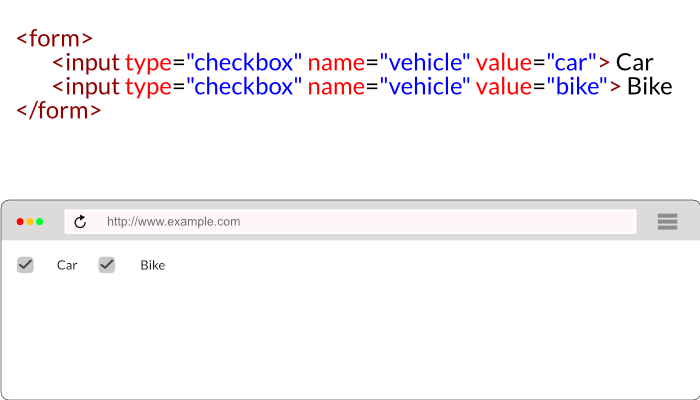 <form>
<input type="checkbox" name="vehicle" value="car"> Car
<input type="checkbox" name="vehicle" value="bike"> Bike
</form>
http://www.example.com
Car Bike